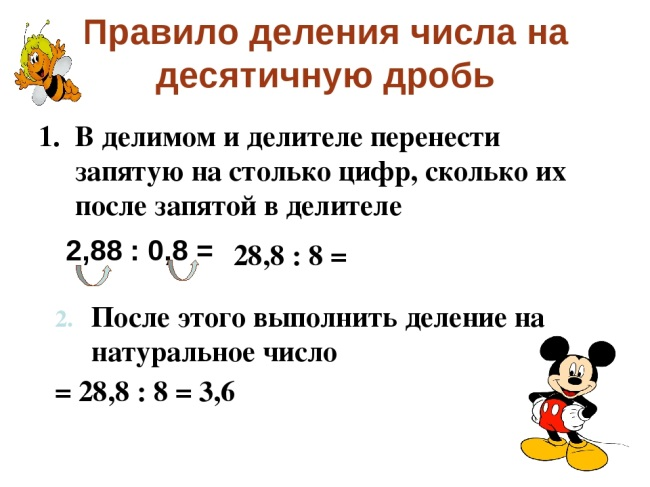 Правило деления числа на
десятичную дробь
1. В делимом и делителе перенести
запятую на столько цифр, сколько их
после запятой в делителе
2,88 : 0,8 = 28,8 : 8 =
2. После этого выполнить деление на
натуральное число
= 28,8 : 8 = 3,6